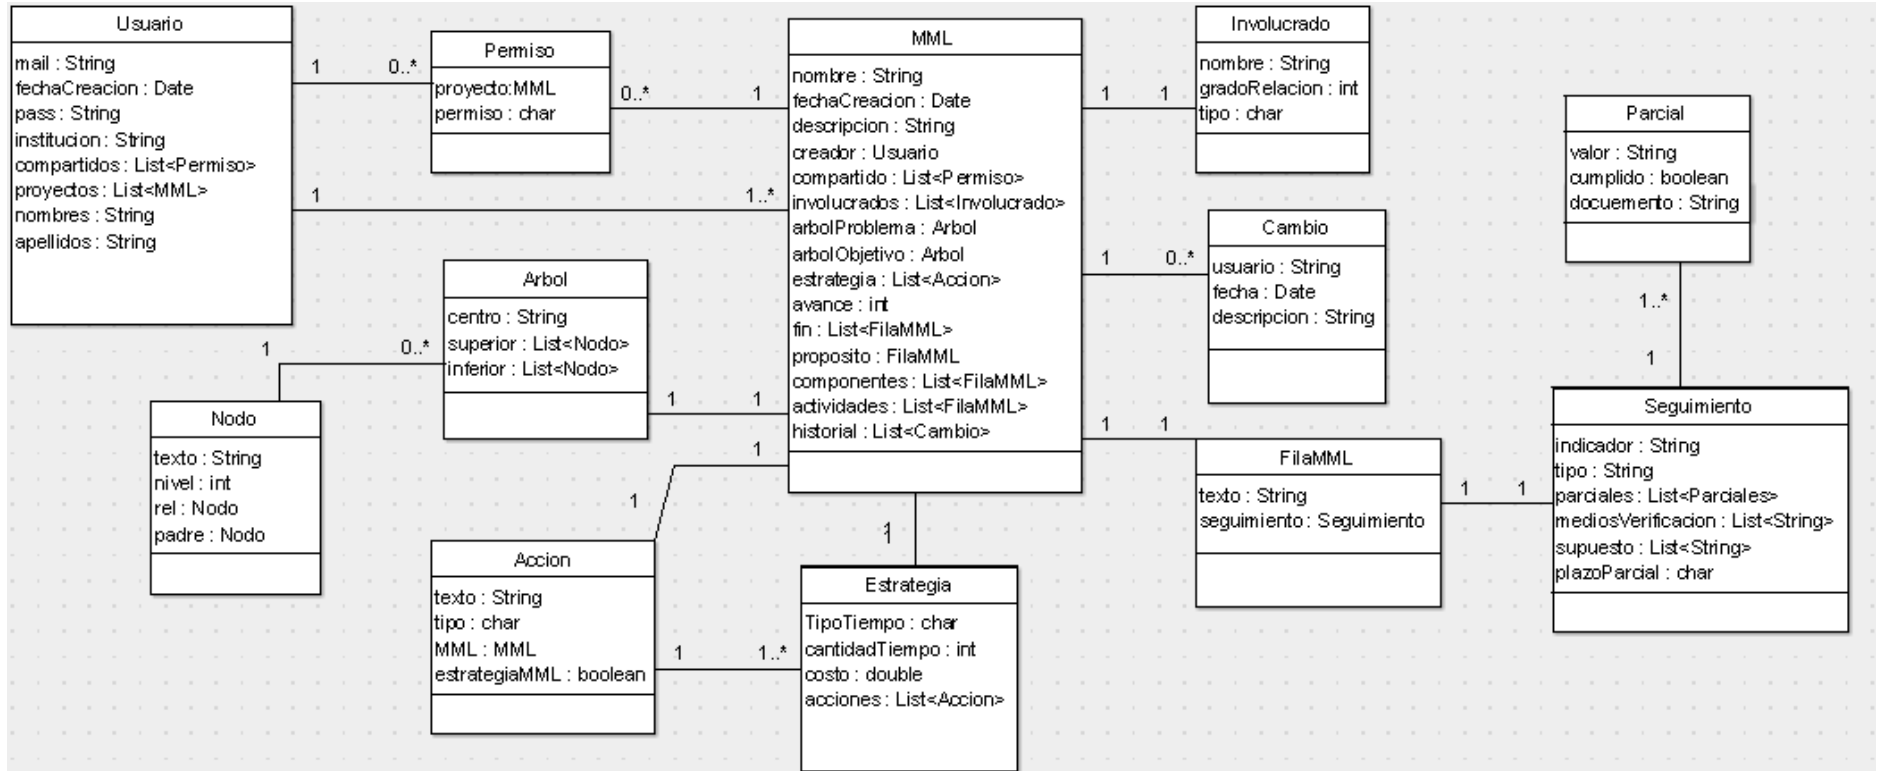 Usuario
mail : String
fechaCreacion : Date
pass : String
institucion : String
compartidos : List<Permiso>
proyectos : List<MML>
nombres : String
apellidos : String
1
0..*
1
1..*
Permiso
proyecto:MML
permiso : char
0..*
1
MML
nombre : String
fechaCreacion : Date
descripcion : String
creador : Usuario
compartido : List<Permiso>
involucrados : List<Involucrado>
arbolProblema : Arbol
arbolObjetivo : Arbol
estrategia : List<Accion>
avance : int
fin : List<FilaMML>
proposito : FilaMML
componentes : List<FilaMML>
actividades : List<FilaMML>
historial : List<Cambio>
1
1
Involucrado
nombre : String
gradoRelacion : int
tipo : char
1
0..*
Cambio
usuario : String
fecha : Date
descripcion : String
Parcial
valor : String
cumplido : boolean
docuemento : String
1..*
1
Arbol
centro : String
superior : List<Nodo>
inferior : List<Nodo>
1
0..*
1
1
Nodo
texto : String
nivel : int
rel : Nodo
padre : Nodo
1
1
Accion
texto : String
tipo : char
MML : MML
estrategiaMML : boolean
1
1..*
1
1
Estrategia
TipoTiempo : char
cantidadTiempo : int
costo : double
acciones : List<Accion>
1
1
FilaMML
texto : String
seguimiento : Seguimiento
1
1
Seguimiento
indicador : String
tipo : String
parciales : List<Parciales>
mediosVerificacion : List<String>
supuesto : List<String>
plazoParcial : char